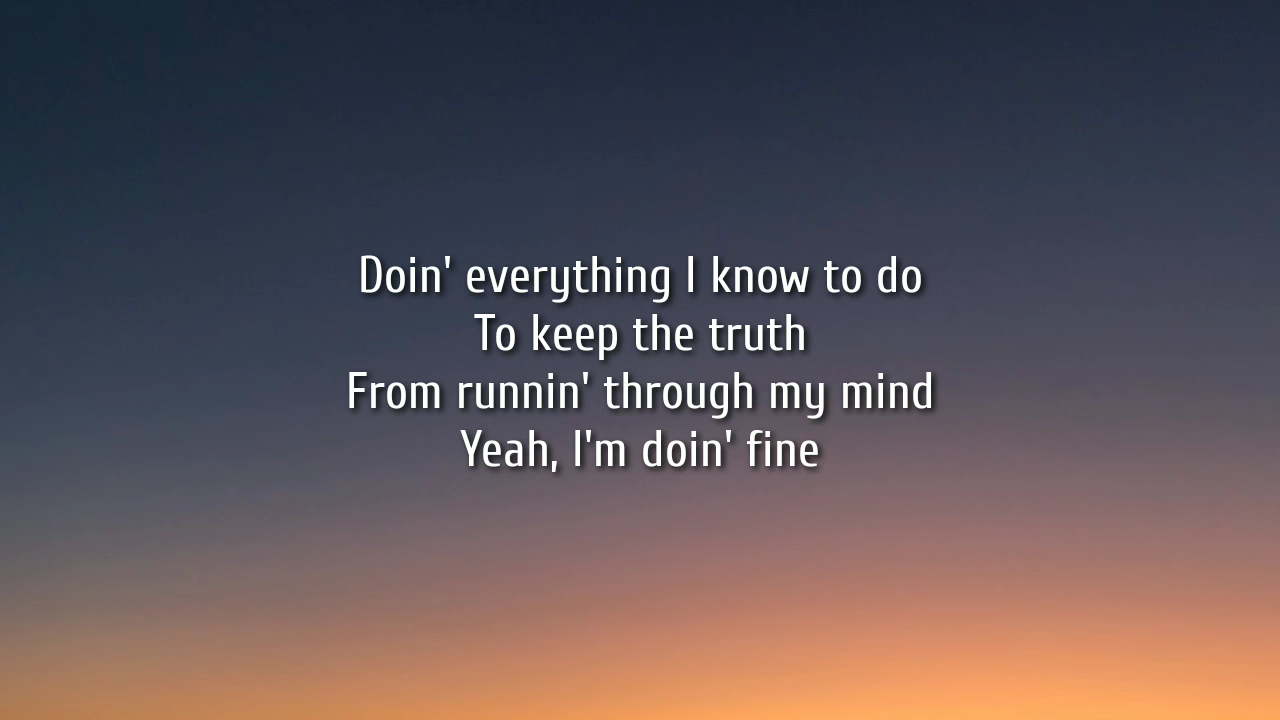 Doin' everything I know to do
To keep the truth
From runnin' through my mind
Yeah, I'm doin' fine